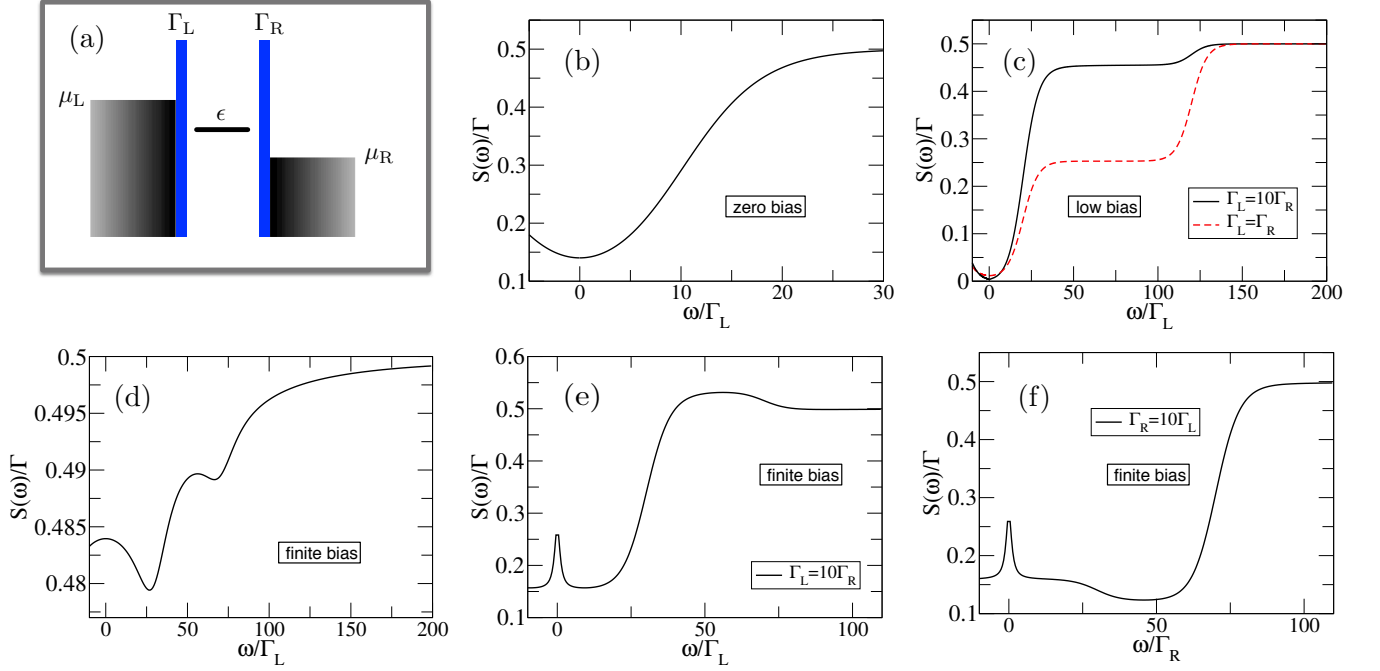 (a)
Γ_L Γ_R
μ_L
ϵ
μ_R
(b)
S(ω)/Γ
0.5
0.4
0.3
0.2
0.1
zero bias
0 10 20 30
ω/Γ_L
(c)
S(ω)/Γ
0.5
0.4
0.3
0.2
0.1
0
low bias
Γ_L=10Γ_R
Γ_L=Γ_R
0 50 100 150 200
ω/Γ_L
(d)
S(ω)/Γ
0.5
0.495
0.49
0.485
0.48
finite bias
0 50 100 150 200
ω/Γ_L
(e)
S(ω)/Γ
0.6
0.5
0.4
0.3
0.2
0.1
finite bias
Γ_L=10Γ_R
0 50 100
ω/Γ_L
(f)
S(ω)/Γ
0.5
0.4
0.3
0.2
0.1
Γ_R=10Γ_L
finite bias
0 50 100
ω/Γ_R